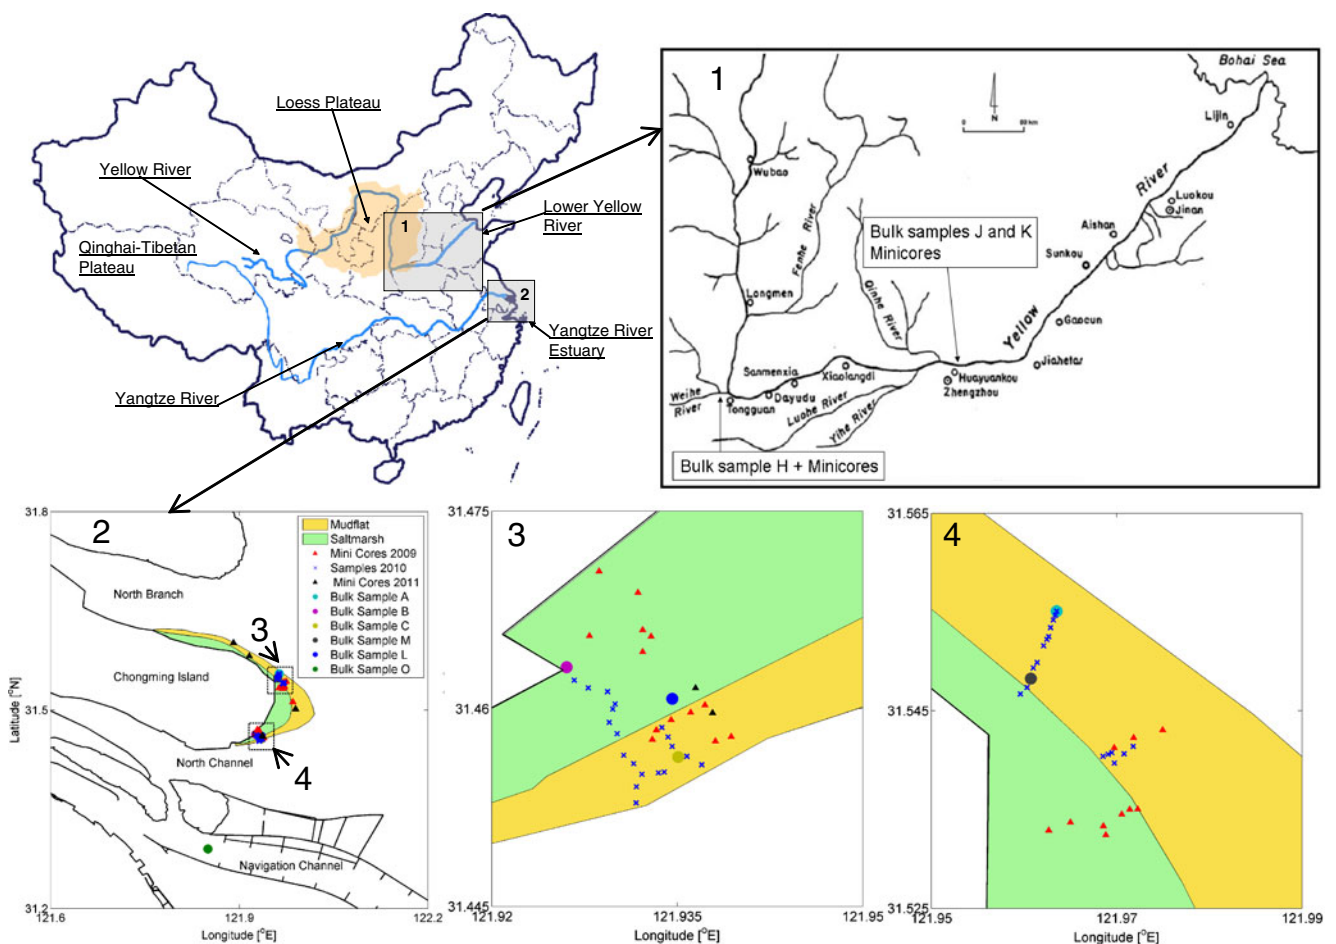 Loess Plateau
Yellow River
Qinghai-Tibetan
Plateau
1
Lower Yellow
River
2
Yangtze River
Estuary
Yangtze River
1
Bohai Sea
N
0
80 km
Lijin
Wubao
River
Luokou
Jinan
Aishan
Fenhe River
Bulk samples J and K
Minicores
Sunkou
Longmen
Qinhe River
Yellow
Gaocun
Sanmenxia
Xiaolangdi
Jiahetan
Huayuankou
Zhengzhou
Weihe
River
Tongguan
Dayudu
Luohe River
Yihe River
Bulk sample H + Minicores
2
31.8
31.5
31.2
121.6
121.9
122.2
Latitude [°N]
Longitude [°E]
Mudflat
Saltmarsh
Mini Cores 2009
Samples 2010
Mini Cores 2011
Bulk Sample A
Bulk Sample B
Bulk Sample C
Bulk Sample M
Bulk Sample L
Bulk Sample O
North Branch
3
Chongming Island
North Channel
4
Navigation Channel
3
31.475
31.46
31.445
121.92
121.935
121.95
Longitude [°E]
4
31.565
31.545
31.525
121.95
121.97
121.99
Longitude [°E]